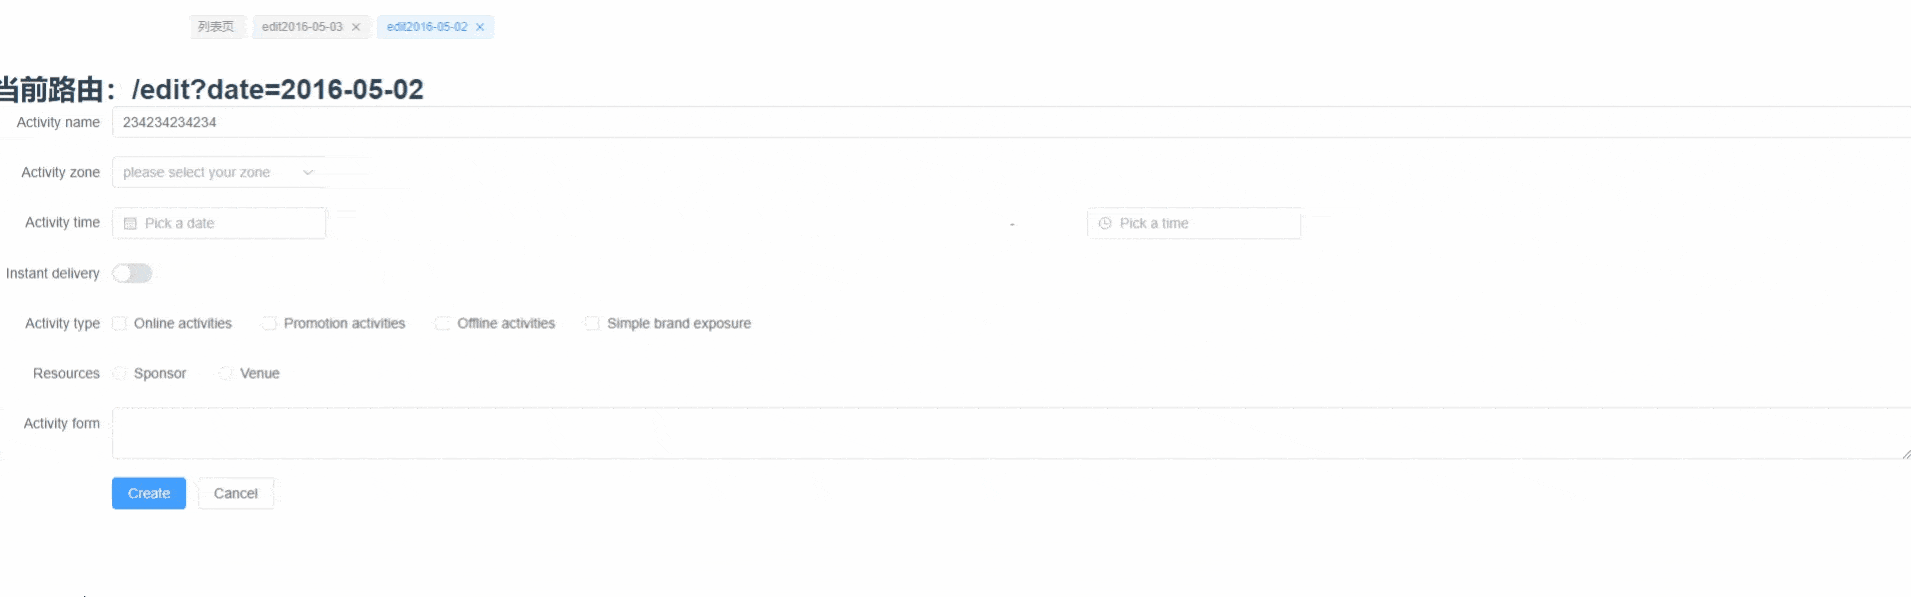 列表页 edit2016-05-03 × edit2016-05-02 ×
当前路由：/edit?date=2016-05-02
Activity name 234234234234
Activity zone please select your zone
Activity time Pick a date - Pick a time
Instant delivery
Activity type Online activities Promotion activities Offline activities Simple brand exposure
Resources Sponsor Venue
Activity form
Create Cancel